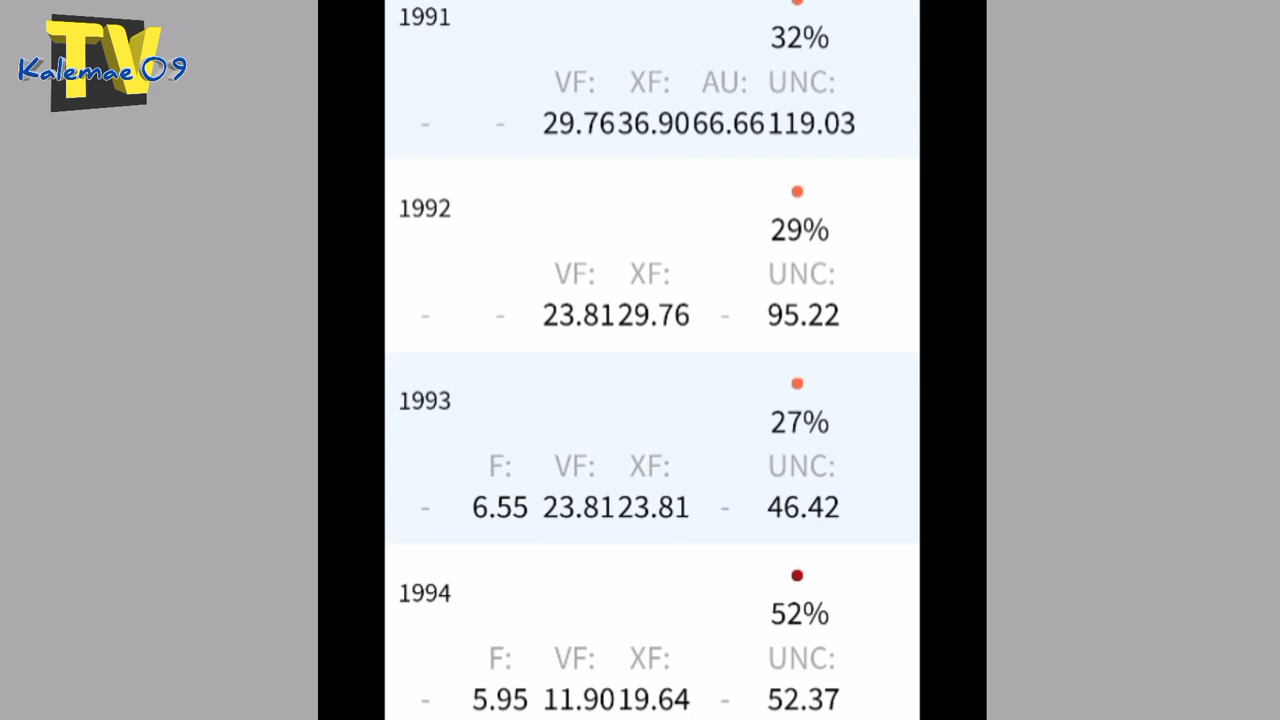 TV
Kalemae 09
1991
32%
VF: XF: AU: UNC:
- - 29.76 36.90 66.66 119.03
1992
29%
VF: XF: UNC:
- - 23.81 29.76 - 95.22
1993
27%
F: VF: XF: UNC:
- 6.55 23.81 23.81 - 46.42
1994
52%
F: VF: XF: UNC:
- 5.95 11.90 19.64 - 52.37